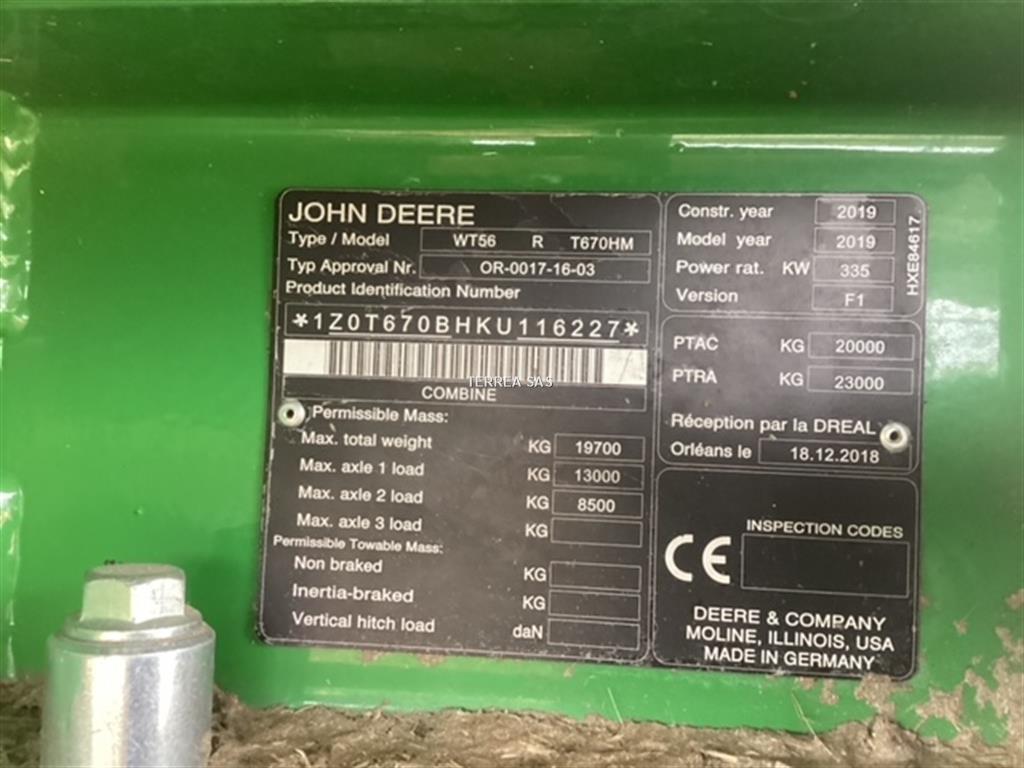 JOHN DEERE
Type / Model WT56 R T670HM
Typ Approval Nr. OR-0017-16-03
Product Identification Number
*1Z0T670BHKU116227*
TERREA SAS
COMBINE
Permissible Mass:
Max. total weight KG 19700
Max. axle 1 load KG 13000
Max. axle 2 load KG 8500
Max. axle 3 load KG
Permissible Towable Mass:
Non braked KG
Inertia-braked KG
Vertical hitch load daN
Constr. year 2019
Model year 2019
Power rat. KW 335
Version F1
HXE84617
PTAC KG 20000
PTRA KG 23000
Réception par la DREAL
Orléans le 18.12.2018
CE
INSPECTION CODES
DEERE & COMPANY
MOLINE, ILLINOIS, USA
MADE IN GERMANY